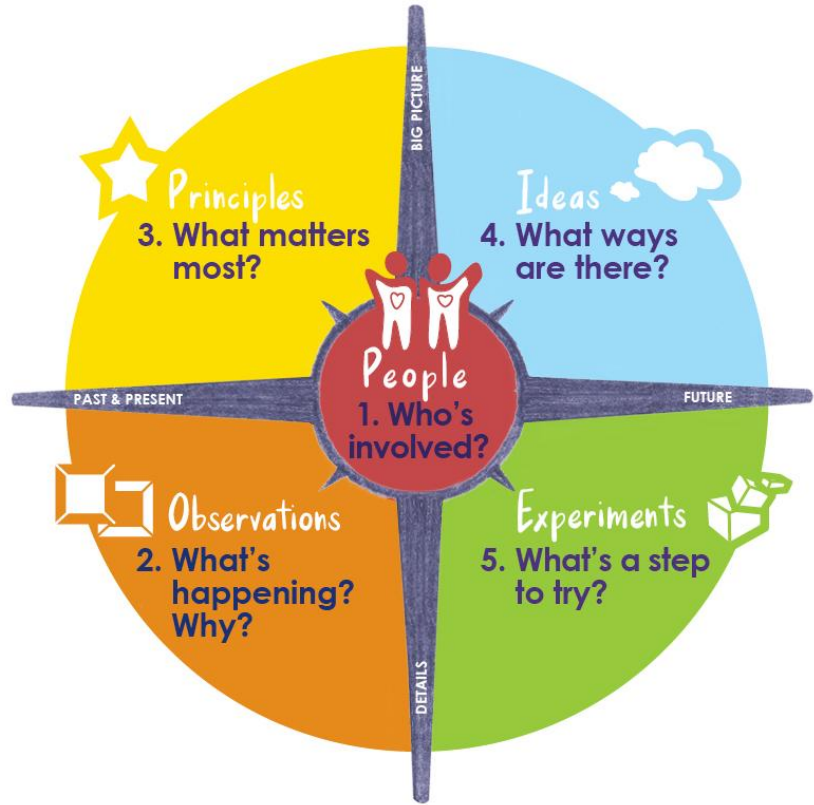 BIG PICTURE
Principles
3. What matters
most?
Ideas
4. What ways
are there?
People
1. Who's
involved?
PAST & PRESENT
FUTURE
Observations
2. What's
happening?
Why?
Experiments
5. What's a step
to try?
DETAILS